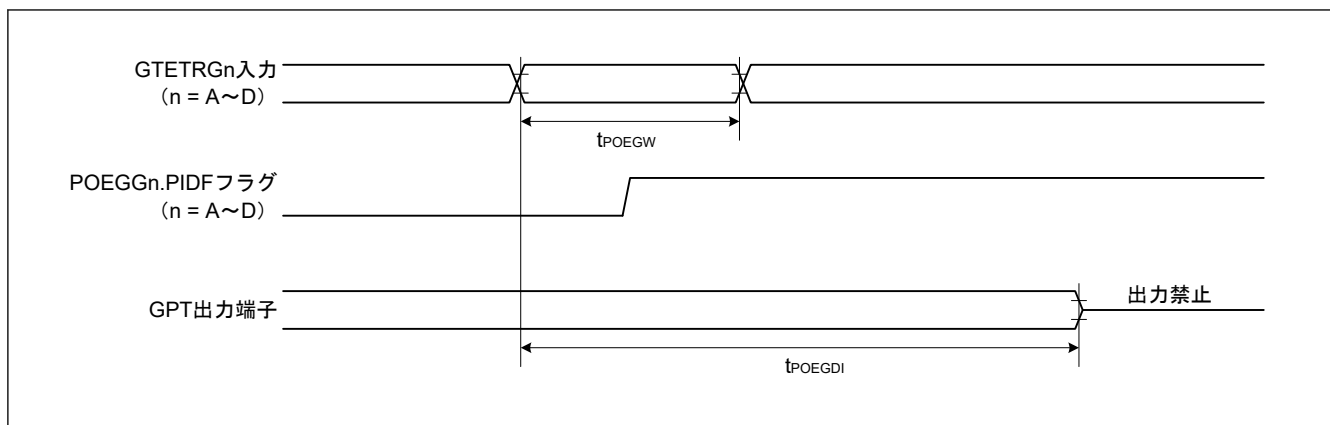 GTETRGn入力
（n = A～D）
tPOEGW
POEGGn.PIDFフラグ
（n = A～D）
GPT出力端子
出力禁止
tPOEGDI